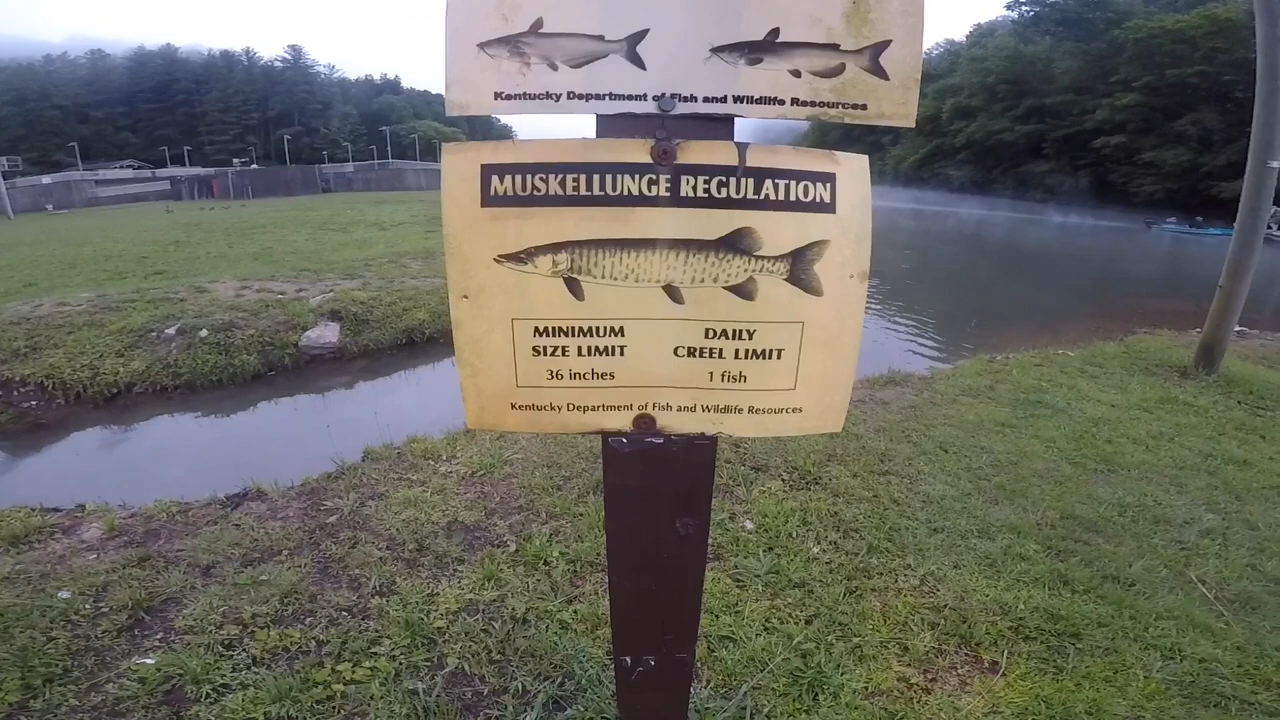 Kentucky Department of Fish and Wildlife Resources
MUSKELLUNGE REGULATION
MINIMUM
SIZE LIMIT
36 inches
DAILY
CREEL LIMIT
1 fish
Kentucky Department of Fish and Wildlife Resources